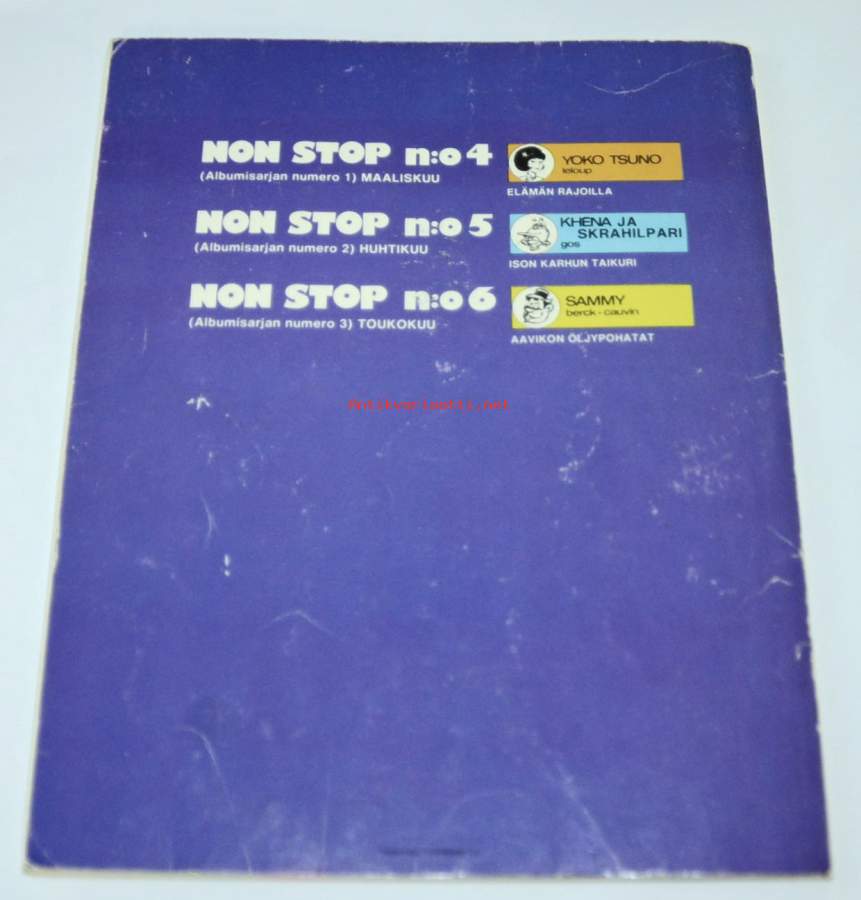 NON STOP n:o 4
(Albumisarjan numero 1) MAALISKUU
YOKO TSUNO
leloup
ELÄMÄN RAJOILLA
NON STOP n:o 5
(Albumisarjan numero 2) HUHTIKUU
KHENA JA
SKRAHILPARI
gos
ISON KARHUN TAIKURI
NON STOP n:o 6
(Albumisarjan numero 3) TOUKOKUU
SAMMY
berck - cauvin
AAVIKON ÖLJYPOHATAT
Antikvariaatti.net